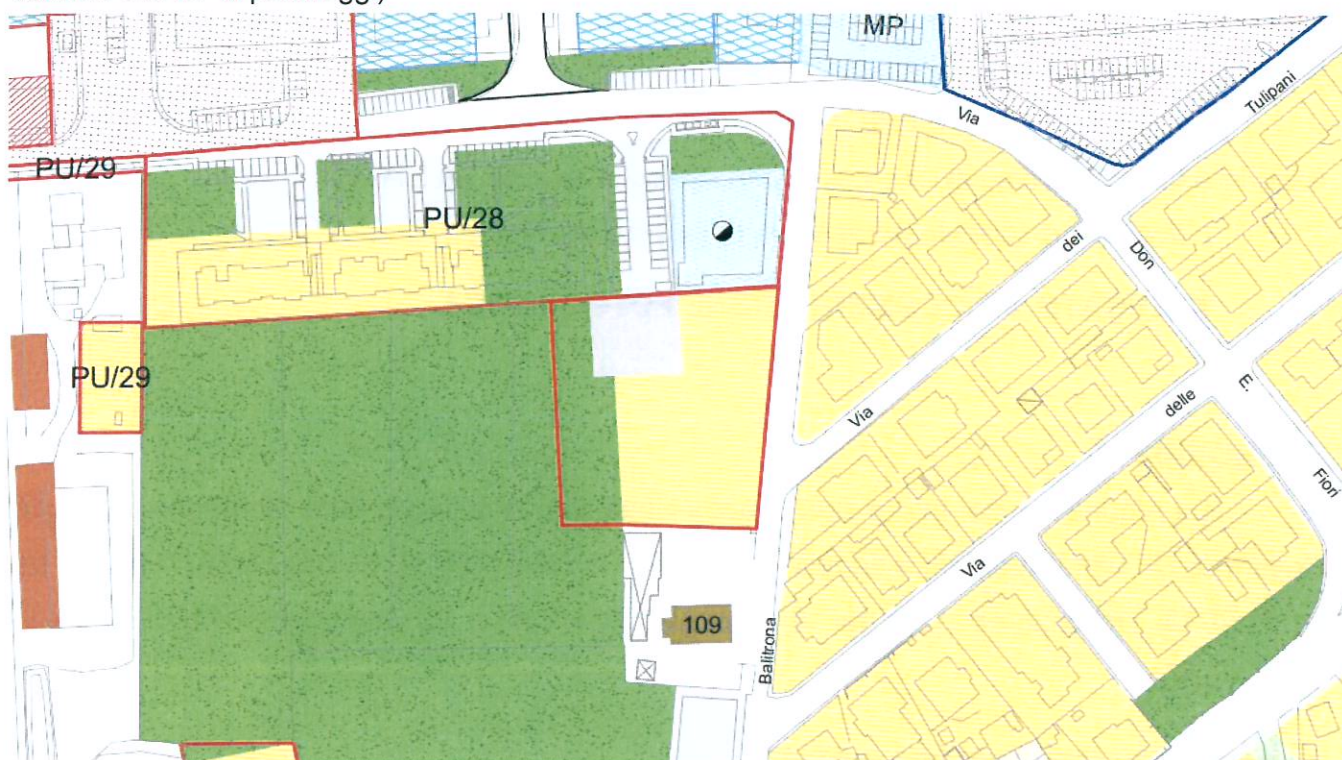 MP
Via
Tulipani
PU/29
PU/28
dei
Don
PU/29
E.
Via
delle
Fiori
Via
109
Balitrona